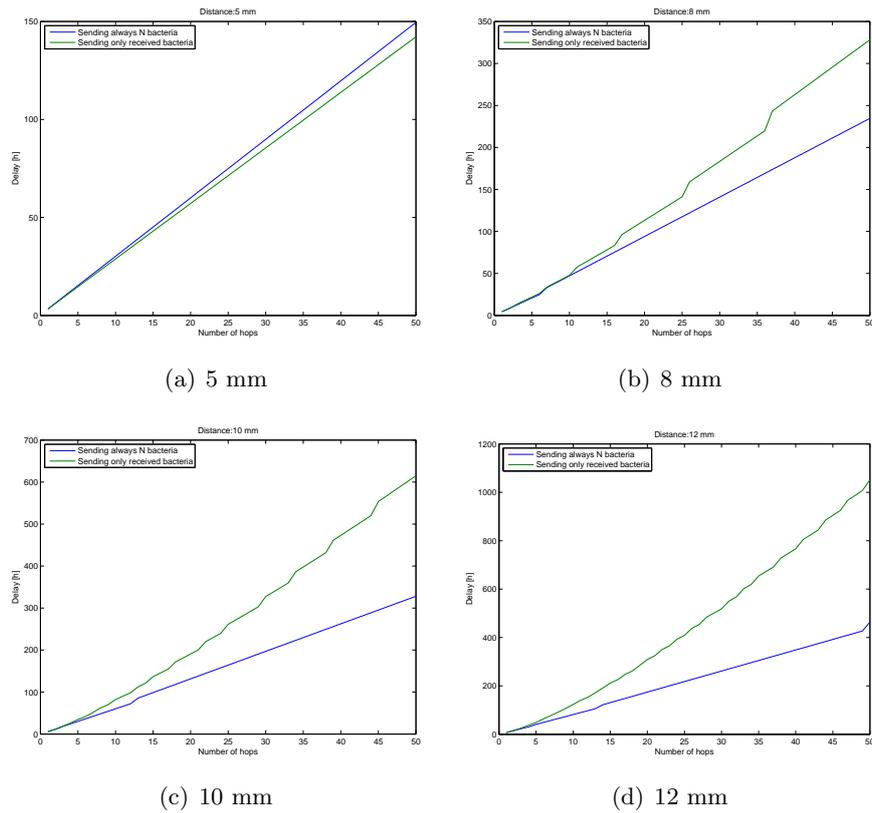 Distance:5 mm
150
Sending always N bacteria
Sending only received bacteria
100
Delay [h]
50
0
0 5 10 15 20 25 30 35 40 45 50
Number of hops
(a) 5 mm
Distance:8 mm
350
Sending always N bacteria
Sending only received bacteria
300
250
200
Delay [h]
150
100
50
0
0 5 10 15 20 25 30 35 40 45 50
Number of hops
(b) 8 mm
Distance:10 mm
700
Sending always N bacteria
Sending only received bacteria
600
500
400
Delay [h]
300
200
100
0
0 5 10 15 20 25 30 35 40 45 50
Number of hops
(c) 10 mm
Distance:12 mm
1200
Sending always N bacteria
Sending only received bacteria
1000
800
Delay [h]
600
400
200
0
0 5 10 15 20 25 30 35 40 45 50
Number of hops
(d) 12 mm